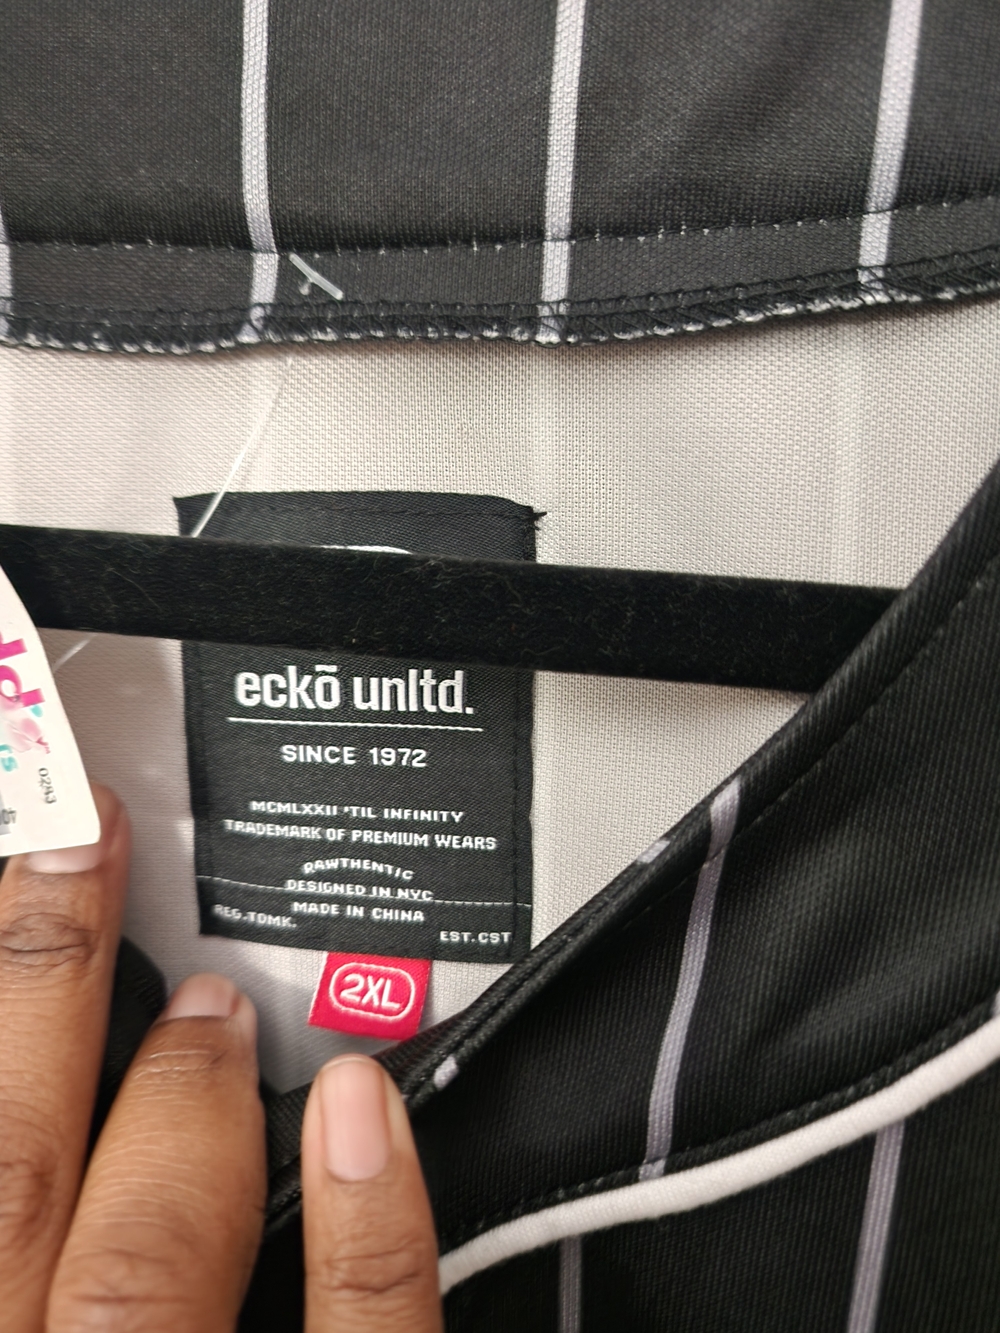 eckō unltd.
SINCE 1972
MCMLXXII 'TIL INFINITY
TRADEMARK OF PREMIUM WEARS
RAWTHENTIC
DESIGNED IN NYC
MADE IN CHINA
REG.TDMK.
EST.CST
2XL
0293